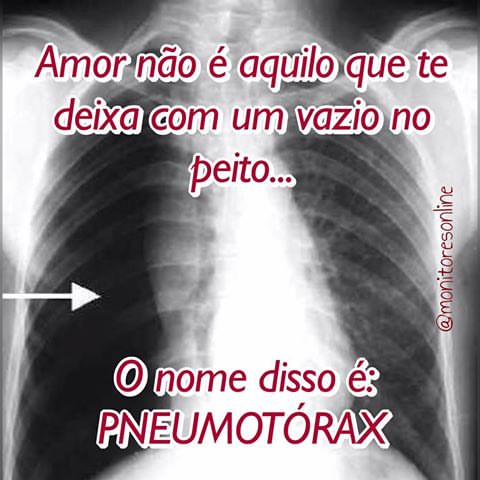 Amor não é aquilo que te
deixa com um vazio no
peito...
@monitoresonline
O nome disso é:
PNEUMOTÓRAX